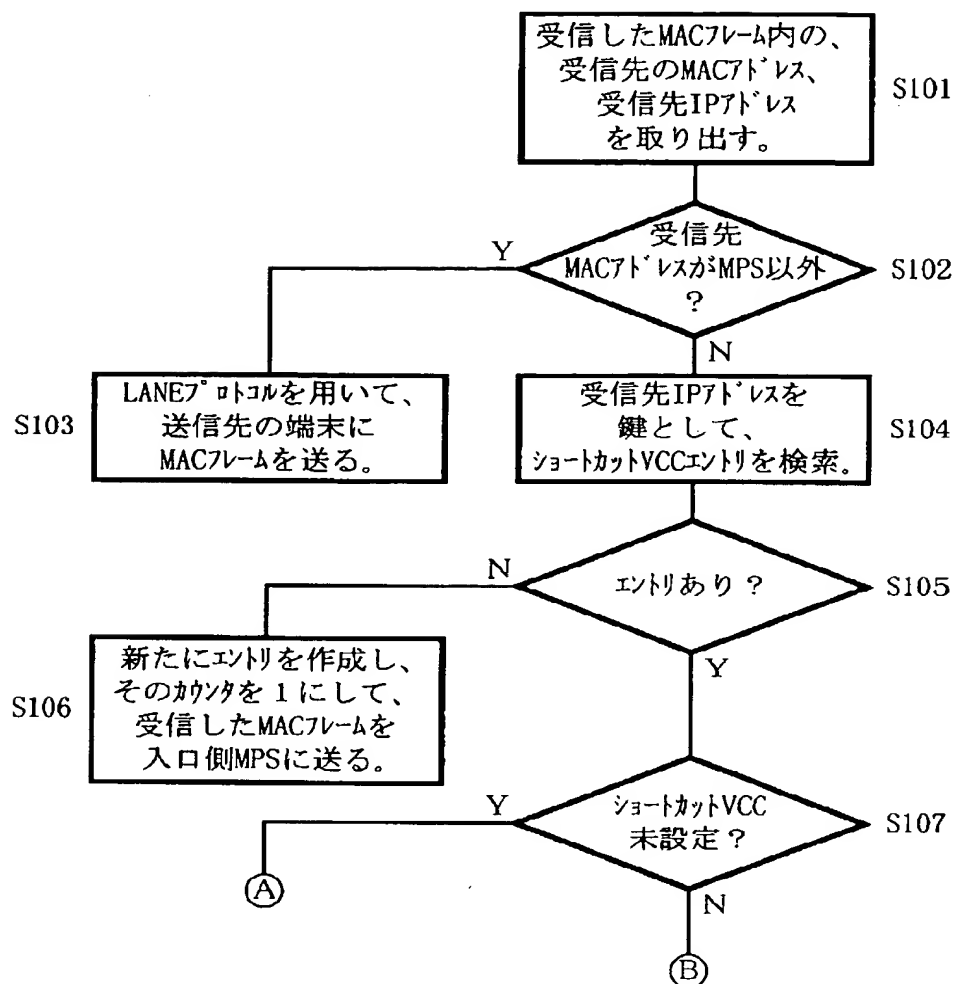 受信したMACフレーム内の、
受信先のMACアドレス、
受信先IPアドレス
を取り出す。
S101
受信先
MACアドレスがMPS以外
?
S102
Y
N
LANEプロトコルを用いて、
送信先の端末に
MACフレームを送る。
S103
受信先IPアドレスを
鍵として、
ショートカットVCCエントリを検索。
S104
エントリあり?
S105
N
Y
新たにエントリを作成し、
そのカウンタを1にして、
受信したMACフレームを
入口側MPSに送る。
S106
ショートカットVCC
未設定?
S107
Y
N
A
B